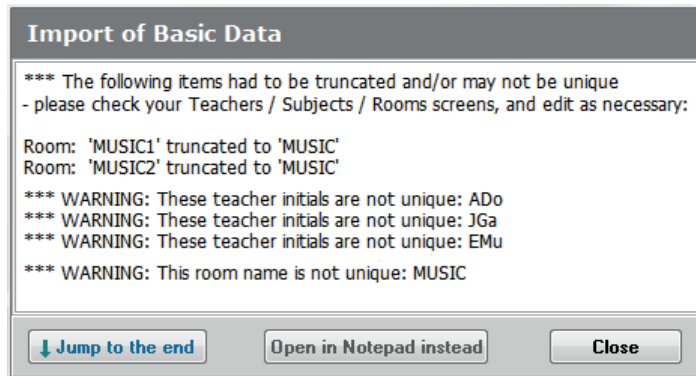 Import of Basic Data
*** The following items had to be truncated and/or may not be unique
- please check your Teachers / Subjects / Rooms screens, and edit as necessary:
Room: 'MUSIC1' truncated to 'MUSIC'
Room: 'MUSIC2' truncated to 'MUSIC'
*** WARNING: These teacher initials are not unique: ADo
*** WARNING: These teacher initials are not unique: JGa
*** WARNING: These teacher initials are not unique: EMu
*** WARNING: This room name is not unique: MUSIC
Jump to the end
Open in Notepad instead
Close